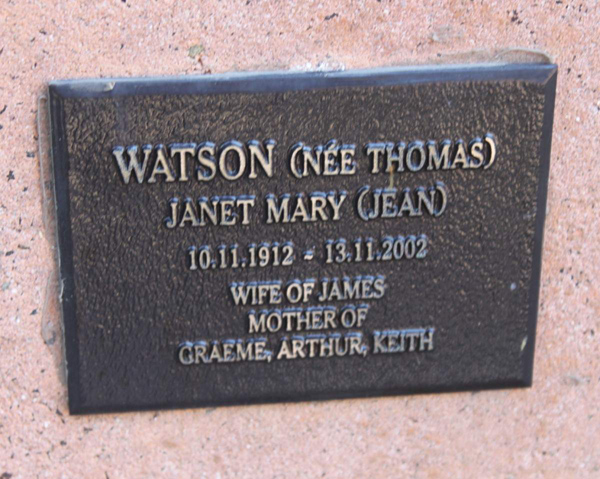 WATSON (NÉE THOMAS)
JANET MARY (JEAN)
10.11.1912 - 13.11.2002
WIFE OF JAMES
MOTHER OF
GRAEME, ARTHUR, KEITH